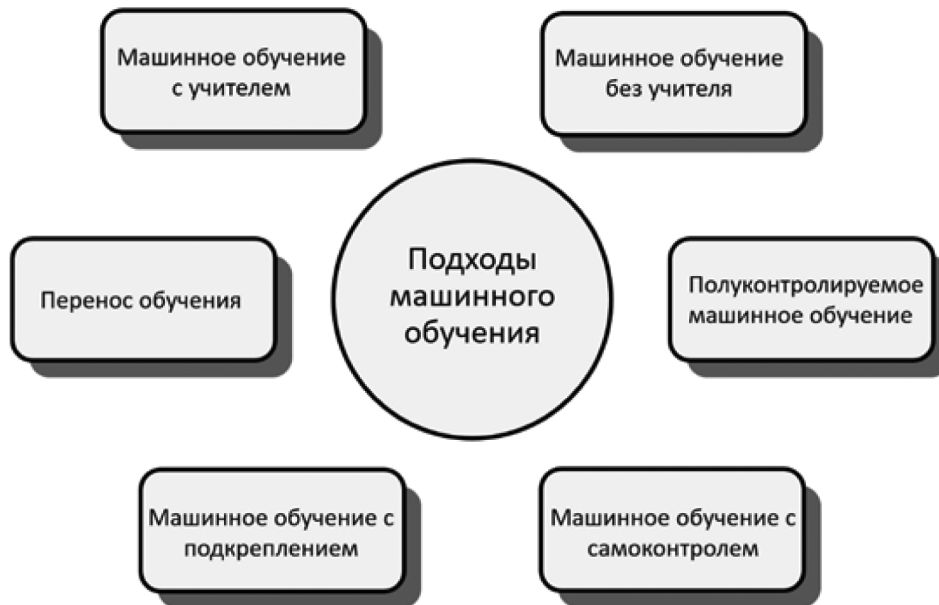 Машинное обучение
с учителем
Машинное обучение
без учителя
Подходы
машинного
обучения
Перенос обучения
Полуконтролируемое
машинное обучение
Машинное обучение с
подкреплением
Машинное обучение с
самоконтролем